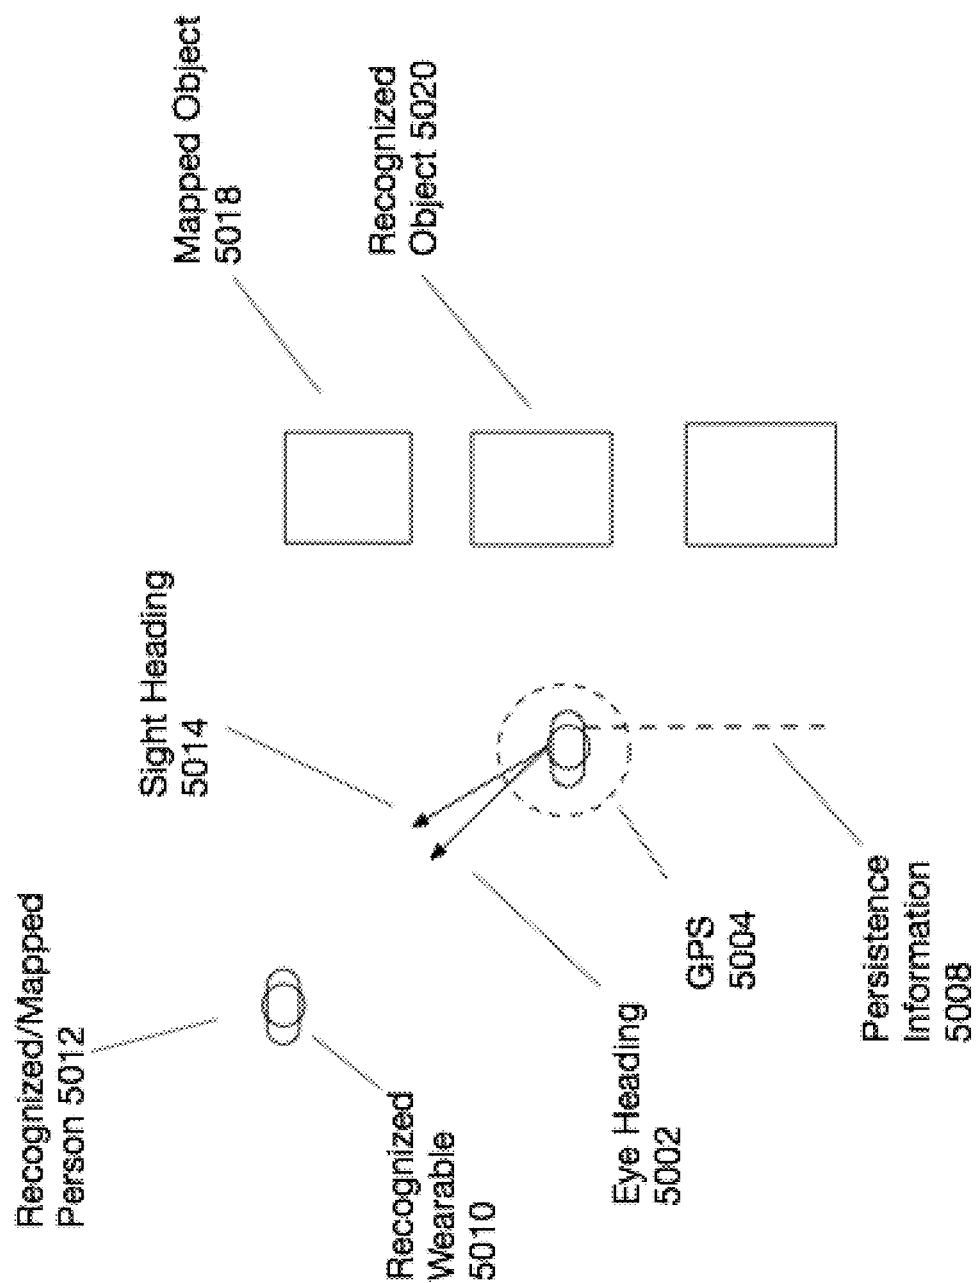 Recognized/Mapped
Person 5012
Recognized
Wearable
5010
Sight Heading
5014
Eye Heading
5002
GPS
5004
Persistence
Information
5008
Mapped Object
5018
Recognized
Object 5020